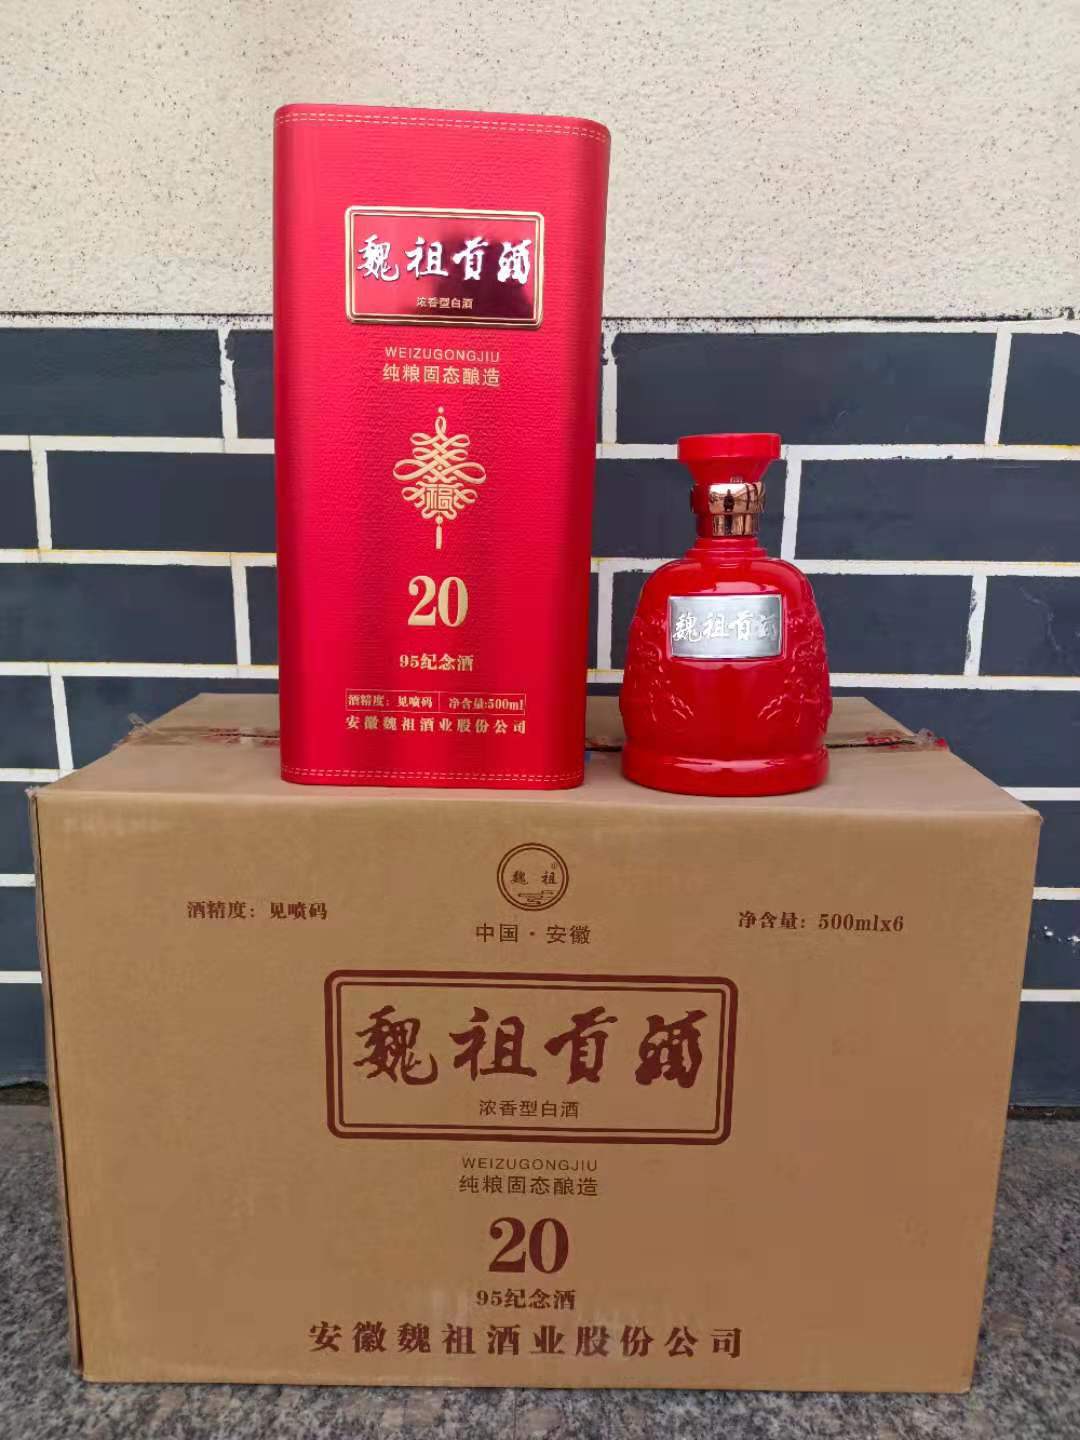 魏祖贡酒
浓香型白酒
WEIZUGONGJIU
纯粮固态酿造
福
20
95纪念酒
酒精度：见喷码 净含量:500ml
安徽魏祖酒业股份公司
魏祖贡酒
魏祖®
中国·安徽
酒精度：见喷码
净含量：500mlx6
魏祖贡酒
浓香型白酒
WEIZUGONGJIU
纯粮固态酿造
20
95纪念酒
安徽魏祖酒业股份公司